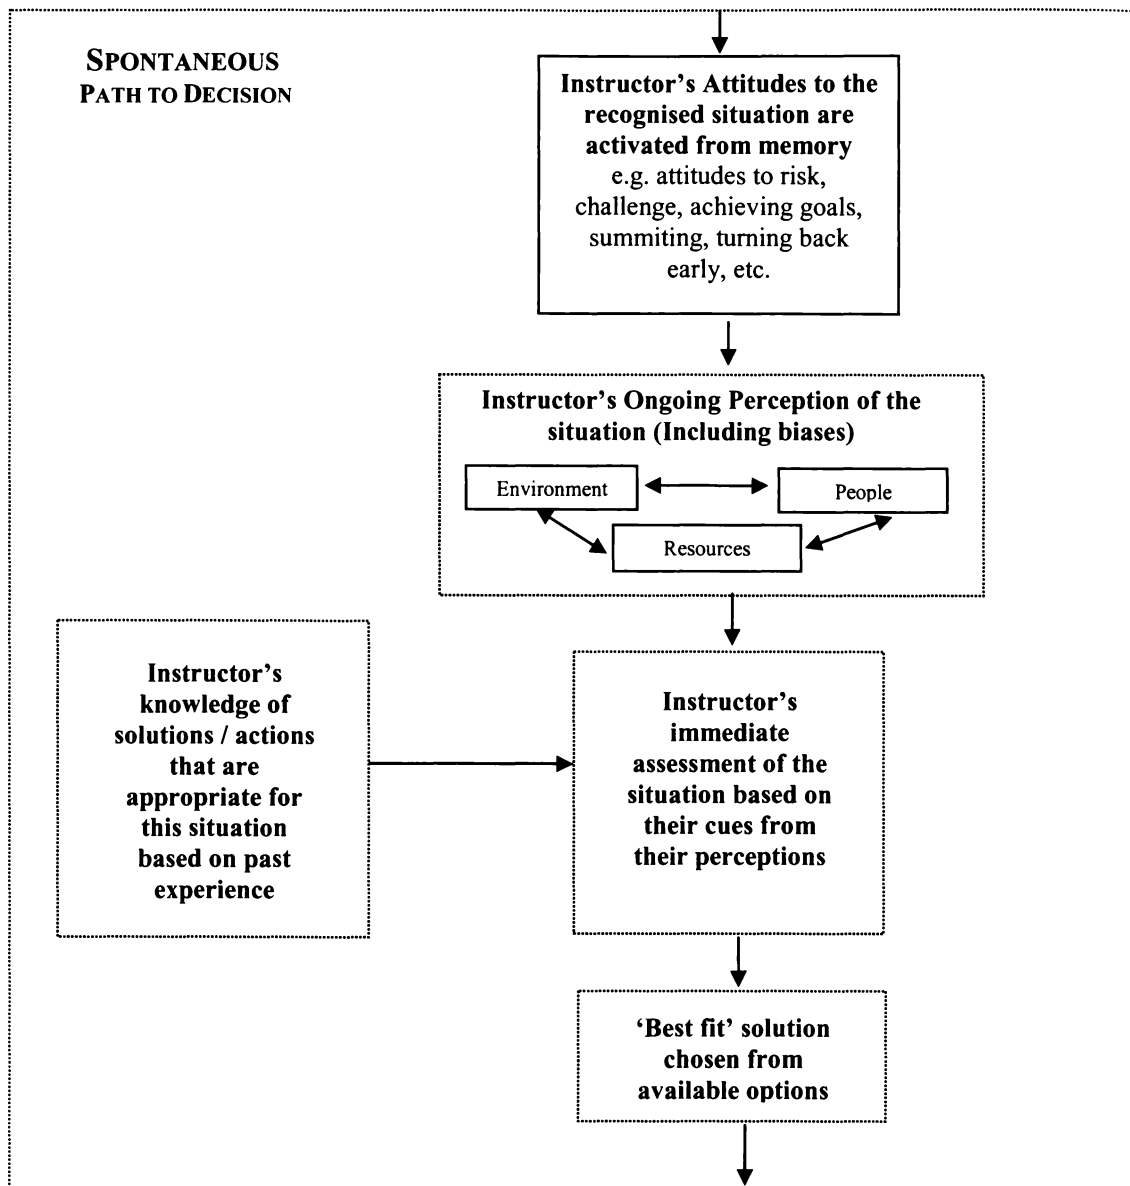 SPONTANEOUS
PATH TO DECISION
Instructor's Attitudes to the
recognised situation are
activated from memory
e.g. attitudes to risk,
challenge, achieving goals,
summiting, turning back
early, etc.
Instructor's Ongoing Perception of the
situation (Including biases)
Environment
People
Resources
Instructor's
knowledge of
solutions / actions
that are
appropriate for
this situation
based on past
experience
Instructor's
immediate
assessment of the
situation based on
their cues from
their perceptions
'Best fit' solution
chosen from
available options